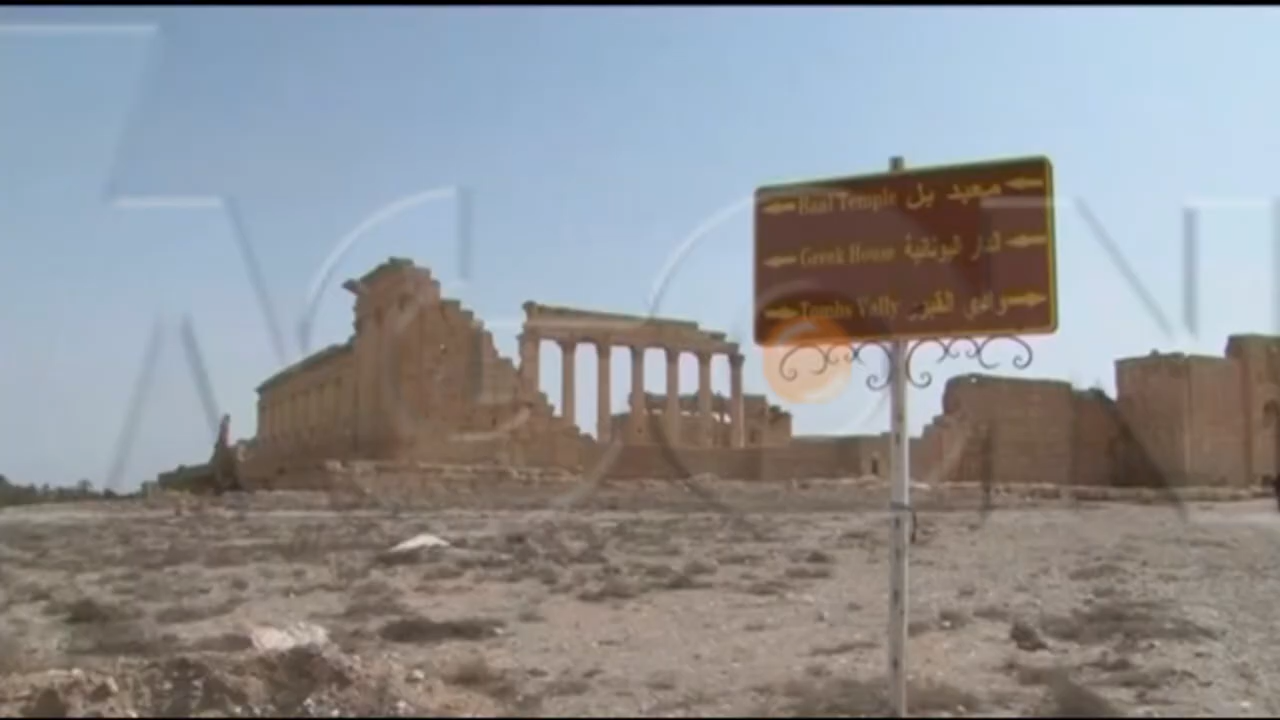 Baal Temple معبد بل
Greek House الدار اليونانية
Tombs Vally وادي القبور